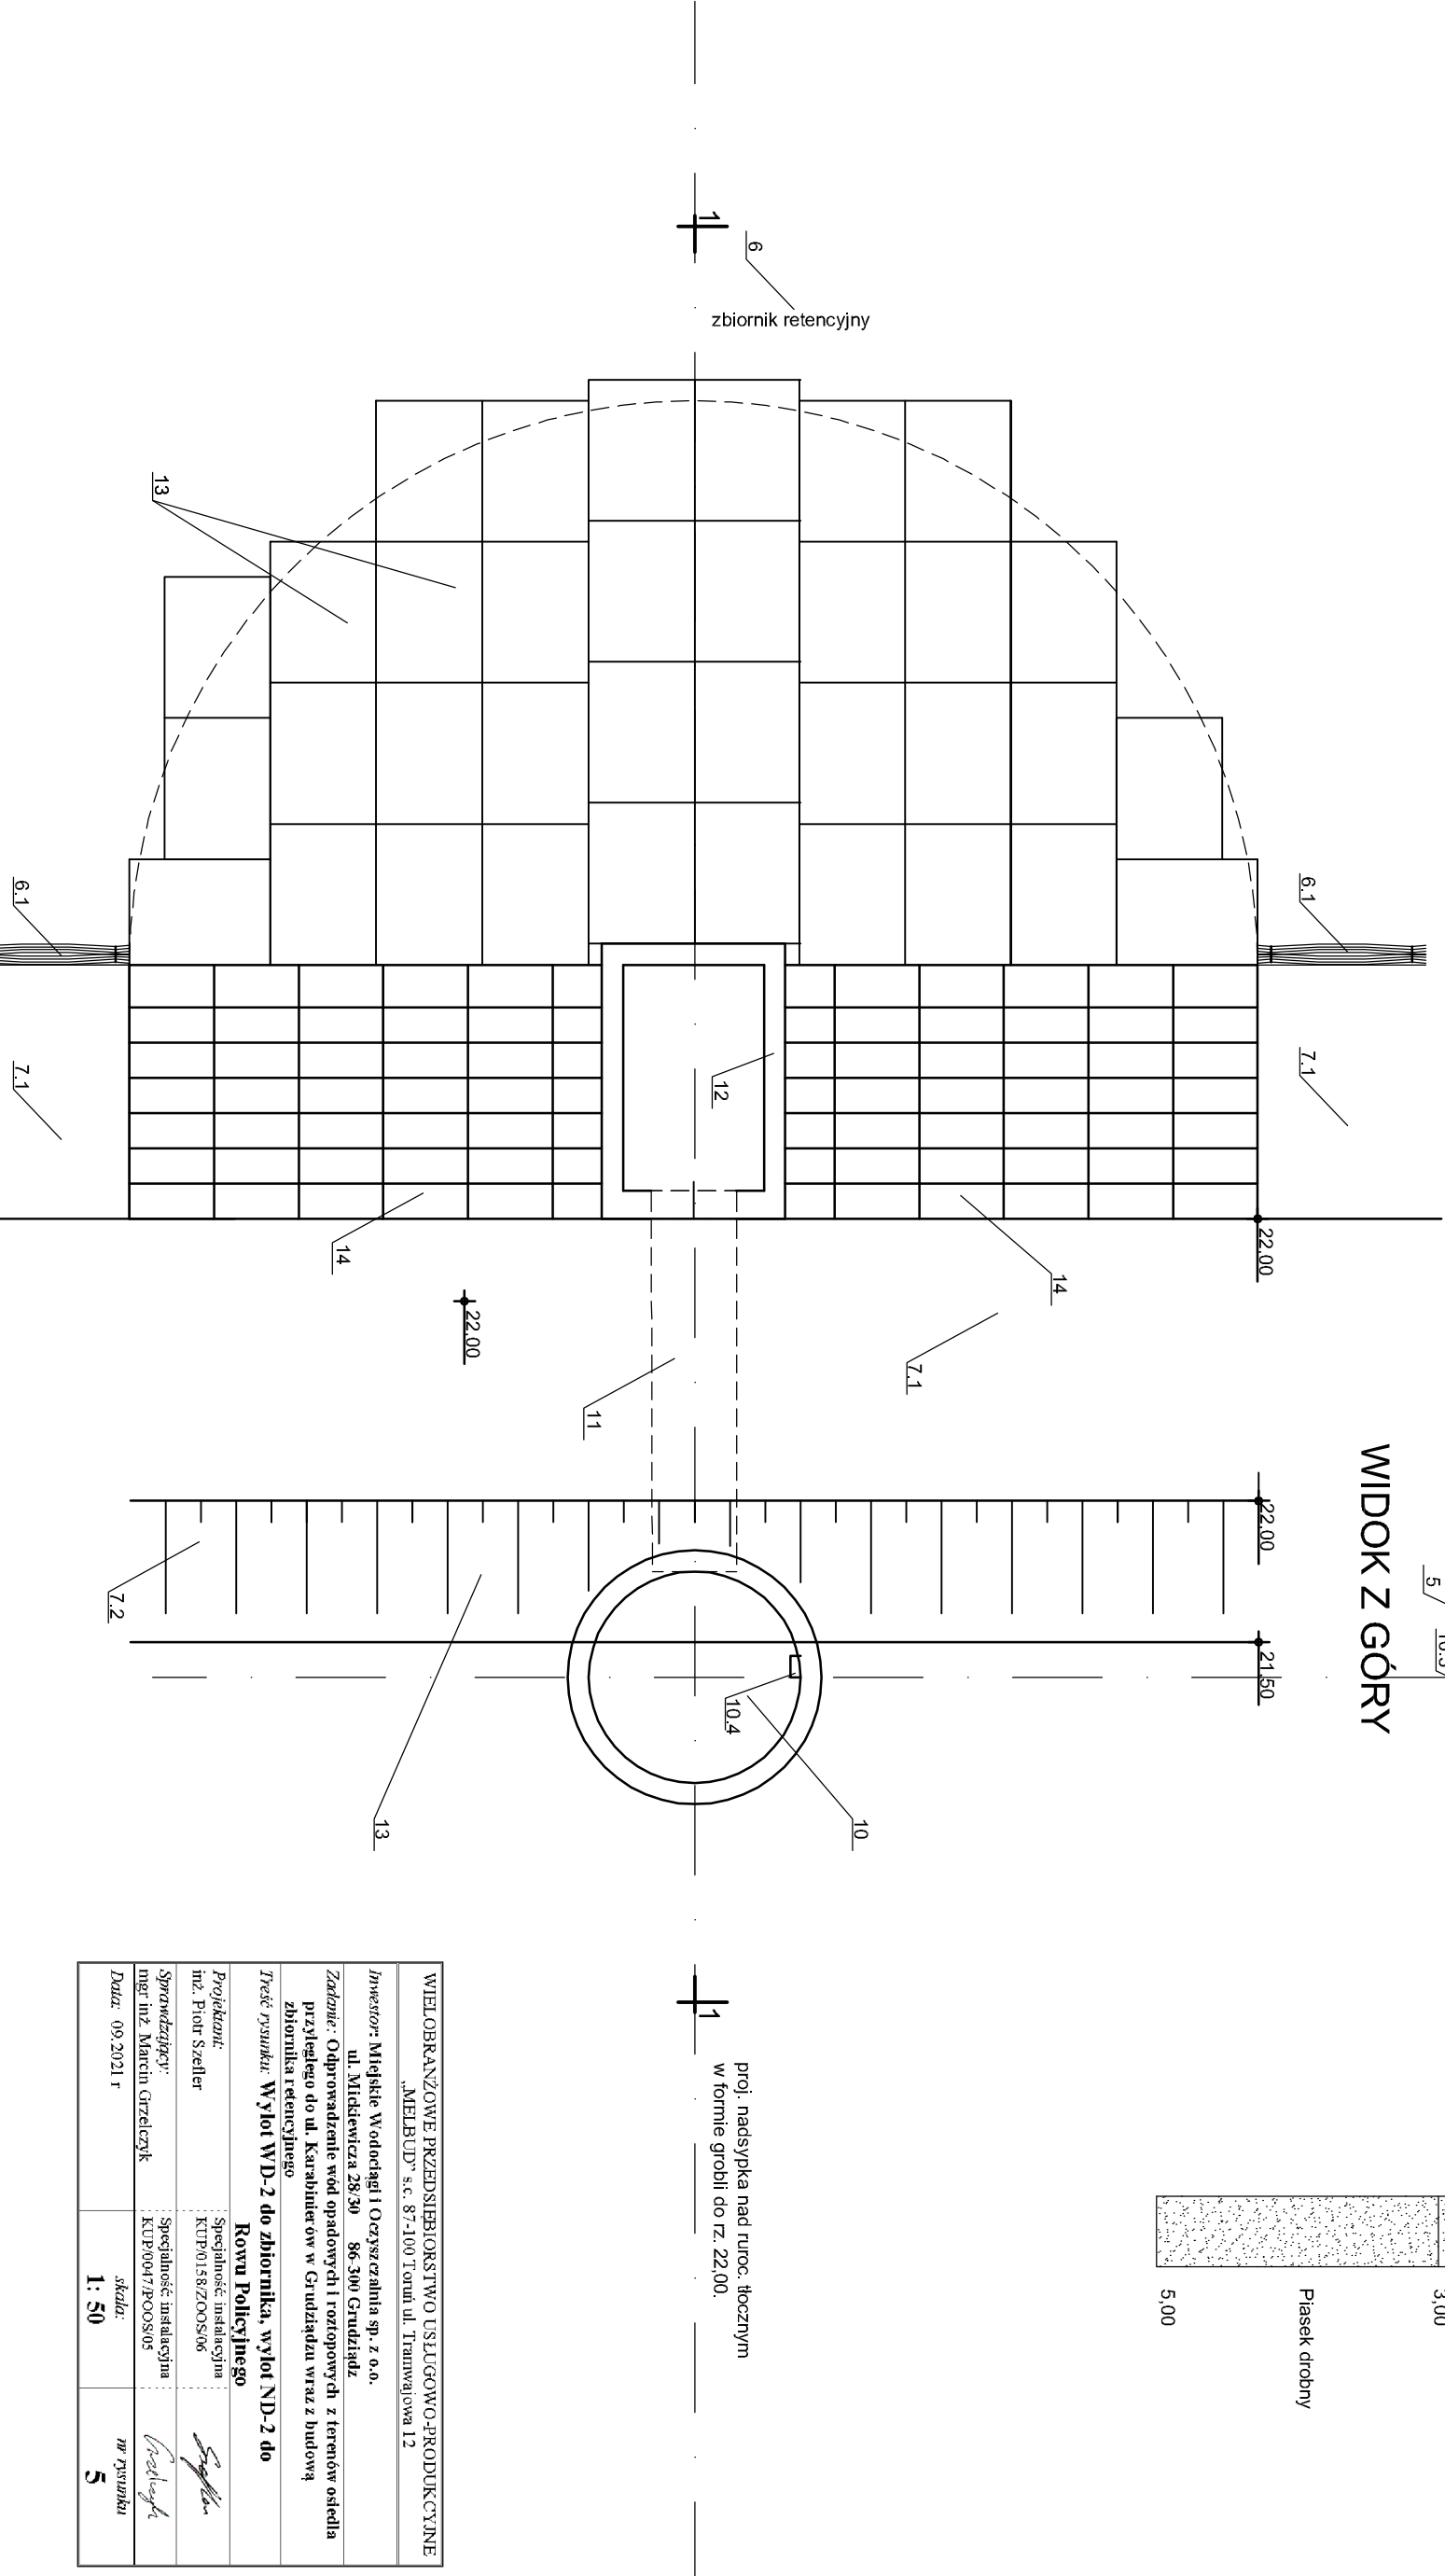 WIDOK Z GÓRY
6
zbiornik retencyjny
1
13
6.1
6.1
7.1
7.1
12
14
14
22.00
22.00
7.1
11
22.00
21.50
7.2
13
10.4
10
5
1
proj. nadsypka nad ruroc. tłocznym
w formie grobli do rz. 22,00.
3,00
Piasek drobny
5,00
WIELOBRANŻOWE PRZEDSIĘBIORSTWO USŁUGOWO-PRODUKCYJNE
„MELBUD” s.c. 87-100 Toruń ul. Tramwajowa 12
Inwestor: Miejskie Wodociągi i Oczyszczalnia sp. z o.o.
ul. Mickiewicza 28/30 86-300 Grudziądz
Zadanie: Odprowadzenie wód opadowych i roztopowych z terenów osiedla
przyległego do ul. Karabinierów w Grudziądzu wraz z budową
zbiornika retencyjnego
Treść rysunku: Wylot WD-2 do zbiornika, wylot ND-2 do
Rowu Policyjnego
Projektant:
inż. Piotr Szefler
Specjalność: instalacyjna
KUP/0158/ZOOS/06
Sprawdzający:
mgr inż. Marcin Grzelczyk
Specjalność: instalacyjna
KUP/0047/POOS/05
Data: 09.2021 r
skala:
1: 50
nr rysunku
5